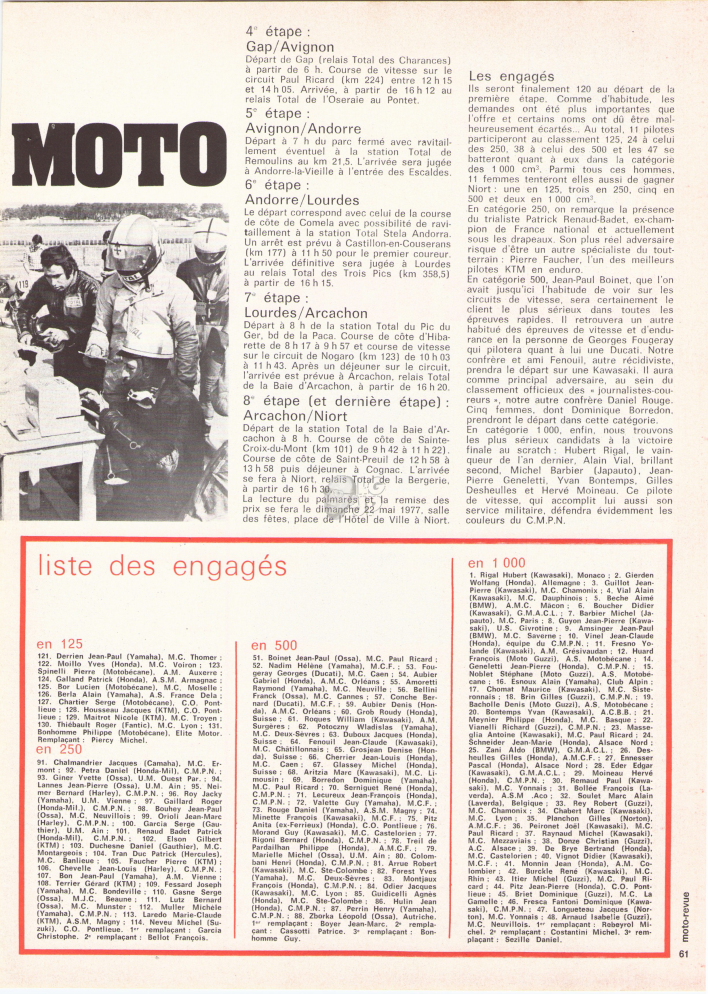 MOTO
4e étape :
Gap/Avignon
Départ de Gap (relais Total des Charances)
à partir de 6 h. Course de vitesse sur le
circuit Paul Ricard (km 224) entre 12 h 15
et 14 h 05. Arrivée, à partir de 16 h 12 au
relais Total de l'Oseraie au Pontet.
5e étape :
Avignon/Andorre
Départ à 7 h du parc fermé avec ravitail-
lement éventuel à la station Total de
Remoulins au km 21,5. L'arrivée sera jugée
à Andorre-la-Vieille à l'entrée des Escaldes.
6e étape :
Andorre/Lourdes
Le départ correspond avec celui de la course
de côte de Comela avec possibilité de ravi-
taillement à la station Total Stela Andorra.
Un arrêt est prévu à Castillon-en-Couserans
(km 177) à 11 h 50 pour le premier coureur.
L'arrivée définitive sera jugée à Lourdes
au relais Total des Trois Pics (km 358,5)
à partir de 16 h 15.
7e étape :
Lourdes/Arcachon
Départ à 8 h de la station Total du Pic du
Ger, bd de la Paca. Course de côte d'Hiba-
rette de 8 h 17 à 9 h 57 et course de vitesse
sur le circuit de Nogaro (km 123) de 10 h 03
à 11 h 43. Après un déjeuner sur le circuit,
l'arrivée est prévue à Arcachon, relais Total
de la Baie d'Arcachon, à partir de 16 h 20.
8e étape (et dernière étape) :
Arcachon/Niort
Départ de la station Total de la Baie d'Ar-
cachon à 8 h. Course de côte de Sainte-
Croix-du-Mont (km 101) de 9 h 42 à 11 h 22).
Course de côte de Saint-Preuil de 12 h 58 à
13 h 58 puis déjeuner à Cognac. L'arrivée
se fera à Niort, relais Total de la Bergerie,
à partir de 16 h 30.
La lecture du palmarès et la remise des
prix se fera le dimanche 22 mai 1977, salle
des fêtes, place de l'Hôtel de Ville à Niort.
Les engagés
Ils seront finalement 120 au départ de la
première étape. Comme d'habitude, les
demandes ont été plus importantes que
l'offre et certains noms ont dû être mal-
heureusement écartés... Au total, 11 pilotes
participeront au classement 125, 24 à celui
des 250, 38 à celui des 500 et les 47 se
battront quant à eux dans la catégorie
des 1 000 cm3. Parmi tous ces hommes,
11 femmes tenteront elles aussi de gagner
Niort : une en 125, trois en 250, cinq en
500 et deux en 1 000 cm3.
En catégorie 250, on remarque la présence
du trialiste Patrick Renaud-Badet, ex-cham-
pion de France national et actuellement
sous les drapeaux. Son plus réel adversaire
risque d'être un autre spécialiste du tout-
terrain : Pierre Faucher, l'un des meilleurs
pilotes KTM en enduro.
En catégorie 500, Jean-Paul Boinet, que l'on
avait jusqu'ici l'habitude de voir sur les
circuits de vitesse, sera certainement le
client le plus sérieux dans toutes les
épreuves rapides. Il retrouvera un autre
habitué des épreuves de vitesse et d'endu-
rance en la personne de Georges Fougeray
qui pilotera quant à lui une Ducati. Notre
confrère et ami Fenouil, autre récidiviste,
prendra le départ sur une Kawasaki. Il aura
comme principal adversaire, au sein du
classement officieux des « journalistes-cou-
reurs », notre autre confrère Daniel Rouge.
Cinq femmes, dont Dominique Borredon,
prendront le départ dans cette catégorie.
En catégorie 1 000, enfin, nous trouvons
les plus sérieux candidats à la victoire
finale au scratch : Hubert Rigal, le vain-
queur de l'an dernier, Alain Vial, brillant
second, Michel Barbier (Japauto), Jean-
Pierre Geneletti, Yvan Bontemps, Gilles
Desheulles et Hervé Moineau. Ce pilote
de vitesse, qui accomplit lui aussi son
service militaire, défendra évidemment les
couleurs du C.M.P.N.
liste des engagés
en 125
121. Derrien Jean-Paul (Yamaha), M.C. Thomer ;
122. Moillo Yves (Honda), M.C. Voiron ; 123.
Spinelli Pierre (Motobécane), A.M. Auxerre ;
124. Galland Patrick (Honda), A.S.M. Armagnac ;
125. Bor Lucien (Motobécane), M.C. Moselle ;
126. Berla Alain (Yamaha), A.S. France Dela ;
127. Chartier Serge (Motobécane), C.O. Pont-
lieue ; 128. Housseau Jacques (KTM), C.O. Pont-
lieue ; 129. Maitrot Nicole (KTM), M.C. Troyen ;
130. Thiébault Roger (Fantic), M.C. Lyon ; 131.
Bonhomme Philippe (Motobécane), Elite Motor.
Remplaçant : Piercy Michel.
en 250
91. Chalmandrier Jacques (Camaha), M.C. Er-
mont ; 92. Petra Daniel (Honda-Mil), C.M.P.N. ;
93. Giner Yvette (Ossa), U.M. Ouest Par. ; 94.
Lannes Jean-Pierre (Ossa), U.M. Ain ; 95. Nei-
mer Bernard (Harley), C.M.P.N. ; 96. Roy Jacky
(Yamaha), U.M. Vienne ; 97. Gaillard Roger
(Honda-Mil.), C.M.P.N. ; 98. Bouhey Jean-Paul
(Ossa), M.C. Neuvillois ; 99. Orioli Jean-Marc
(Harley), C.M.P.N. ; 100. Garcia Serge (Gau-
thier), U.M. Ain ; 101. Renaud Badet Patrick
(Honda-Mil), C.M.P.N. ; 102. Elson Gilbert
(KTM) ; 103. Duchesne Daniel (Gauthier), M.C.
Montargeois ; 104. Tran Duc Patrick (Hercules),
M.C. Banlieue ; 105. Faucher Pierre (KTM) ;
106. Chevelle Jean-Louis (Harley), C.M.P.N. ;
107. Bon Jean-Paul (Yamaha), A.M. Vienne ;
108. Terrier Gérard (KTM) ; 109. Fessard Joseph
(Yamaha), M.C. Bondeville ; 110. Gasne Serge
(Ossa), M.J.C. Beaune ; 111. Lutz Bernard
(Ossa), M.C. Munster ; 112. Muller Michèle
(Yamaha), C.M.P.N. ; 113. Laredo Marie-Claude
(KTM), A.S.M. Magny ; 114. Neveu Michel (Su-
zuki), C.O. Pontlieue. 1er remplaçant : Garcia
Christophe. 2e remplaçant : Bellot François.
en 500
51. Boinet Jean-Paul (Ossa), M.C. Paul Ricard ;
52. Nadim Hélène (Yamaha), M.C.F. ; 53. Fou-
geray Georges (Ducati), M.C. Caen ; 54. Aubier
Gabriel (Honda), A.M.C. Orléans ; 55. Amoretti
Raymond (Yamaha), M.C. Neuville ; 56. Bellini
Franck (Ossa), M.C. Cannes ; 57. Conche Ber-
nard (Ducati), M.C.F. ; 59. Aubier Denis (Hon-
da), A.M.C. Orléans ; 60. Grob Roudy (Honda),
Suisse ; 61. Roques William (Kawasaki), A.M.
Surgères ; 62. Potoczny Wladislas (Yamaha),
M.C. Deux-Sèvres ; 63. Duboux Jacques (Honda),
Suisse ; 64. Fenouil Jean-Claude (Kawasaki),
M.C. Châtillonnais ; 65. Grosjean Denise (Hon-
da), Suisse ; 66. Cherrier Jean-Louis (Honda),
M.C. Caen ; 67. Glassey Michel (Honda),
Suisse ; 68. Aritzia Marc (Kawasaki), M.C. Li-
mousin ; 69. Borredon Dominique (Yamaha),
M.C. Paul Ricard ; 70. Serniguet René (Honda),
C.M.P.N. ; 71. Lecureux Jean-François (Honda),
C.M.P.N. ; 72. Valette Guy (Yamaha), M.C.F. ;
73. Rouge Daniel (Yamaha), A.S.M. Magny ; 74.
Minette François (Kawasaki), M.C.F. ; 75. Pitz
Anita (ex-Ferrieux) (Honda), C.O. Pontlieue ; 76.
Morand Guy (Kawasaki), M.C. Castelorien ; 77.
Rigoni Bernard (Honda), C.M.P.N. ; 78. Treil de
Pardailhan Philippe (Honda), A.M.C.F. ; 79.
Marielle Michel (Ossa), U.M. Ain ; 80. Colom-
bani Henri (Honda), C.M.P.N. ; 81. Arrue Robert
(Kawasaki), M.C. Ste-Colombe ; 82. Forest Yves
(Yamaha), M.C. Deux-Sèvres ; 83. Montjaux
François (Honda), C.M.P.N. ; 84. Odier Jacques
(Kawasaki), M.C. Lyon ; 85. Guidicelli Agnès
(Honda), M.C. Ste-Colombe ; 86. Hulin Jean
(Honda), C.M.P.N. ; 87. Perrin Henry (Yamaha),
C.M.P.N. ; 88. Zborka Léopold (Ossa), Autriche.
1er remplaçant : Boyer Jean-Marc. 2e rempla-
çant : Cassotti Patrice. 3e remplaçant : Bon-
homme Guy.
en 1 000
1. Rigal Hubert (Kawasaki), Monaco ; 2. Gierden
Wolfang (Honda), Allemagne ; 3. Guillot Jean-
Pierre (Kawasaki), M.C. Chamonix ; 4. Vial Alain
(Kawasaki), M.C. Dauphinois ; 5. Beche Aimé
(BMW), A.M.C. Mâcon ; 6. Boucher Didier
(Kawasaki), G.M.A.C.L. ; 7. Barbier Michel (Ja-
pauto), M.C. Paris ; 8. Guyon Jean-Pierre (Kawa-
saki), U.S. Givrotine ; 9. Amsinger Jean-Paul
(BMW), M.C. Saverne ; 10. Vinel Jean-Claude
(Honda), équipe du C.M.P.N. ; 11. Fresno Yo-
lande (Kawasaki), A.M. Grésivaudan ; 12. Huard
François (Moto Guzzi), A.S. Motobécane ; 14.
Geneletti Jean-Pierre (Honda), C.M.P.N. ; 15.
Noblet Stéphane (Moto Guzzi), A.S. Motobé-
cane ; 16. Esnoux Alain (Yamaha), Club Alpin ;
17. Chomat Maurice (Kawasaki), M.C. Siste-
ronnais ; 18. Brin Gilles (Guzzi), C.M.P.N. ; 19.
Bacholle Denis (Moto Guzzi), A.S. Motobécane ;
20. Bontemps Yvan (Kawasaki), A.C.B.B. ; 21.
Meynier Philippe (Honda), M.C. Basque ; 22.
Vianelli Richard (Guzzi), C.M.P.N. ; 23. Masse-
glia Antoine (Kawasaki), M.C. Paul Ricard ; 24.
Schneider Jean-Marie (Honda), Alsace Nord ;
25. Zani Aldo (BMW), G.M.A.C.L. ; 26. Des-
heulles Gilles (Honda), A.M.C.F. ; 27. Ennesser
Pascal (Honda), Alsace Nord ; 28. Eder Edgar
(Kawasaki), G.M.A.C.L. ; 29. Moineau Hervé
(Honda), C.M.P.N. ; 30. Remaud Paul (Kawa-
saki), M.C. Yonnais ; 31. Bollée François (La-
verda), A.S.M .Aco ; 32. Soulet Marc Alain
(Laverda), Belgique ; 33. Rey Robert (Guzzi),
M.C. Chamonix ; 34. Chabert Marc (Kawasaki),
M.C. Lyon ; 35. Planchon Gilles (Norton),
A.M.C.F. ; 36. Peironet Joël (Kawasaki), M.C.
Paul Ricard ; 37. Raynaud Michel (Kawasaki),
M.C. Mezzavais ; 38. Donze Christian (Guzzi),
A.C. Alsace ; 39. De Brye Bertrand (Honda),
M.C. Castelorien ; 40. Vignot Didier (Kawasaki),
M.C.F. ; 41. Monnin Jean (Honda), A.M. Co-
lombier ; 42. Burckle René (Kawasaki), M.C.
Rhin ; 43. Itier Michel (Guzzi), M.C. Paul Ri-
card ; 44. Pitz Jean-Pierre (Honda), C.O. Pont-
lieue ; 45. Briet Dominique (Guzzi), M.C. La
Gamelle ; 46. Fresca Fantoni Dominique (Kawa-
saki), C.M.P.N. ; 47. Longueteau Jacques (Nor-
ton), M.C. Yonnais ; 48. Arnaud Isabelle (Guzzi),
M.C. Neuvillois. 1er remplaçant : Rebeyrol Mi-
chel. 2e remplaçant : Costantini Michel. 3e rem-
plaçant : Sezille Daniel.
moto-revue
61